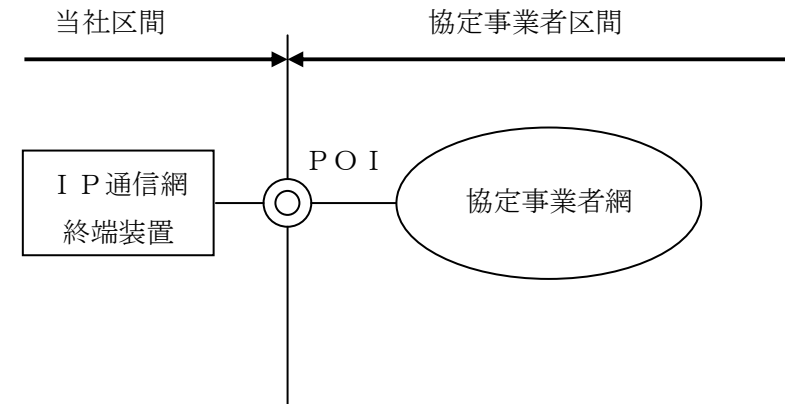 当社区間
協定事業者区間
ＰＯＩ
ＩＰ通信網
終端装置
協定事業者網